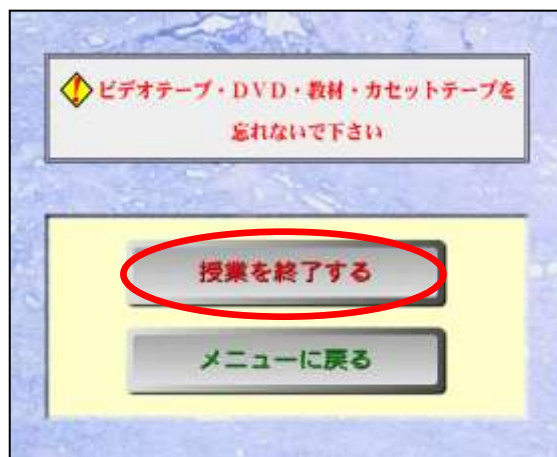 ビデオテープ・DVD・教材・カセットテープを
忘れないで下さい
授業を終了する
メニューに戻る